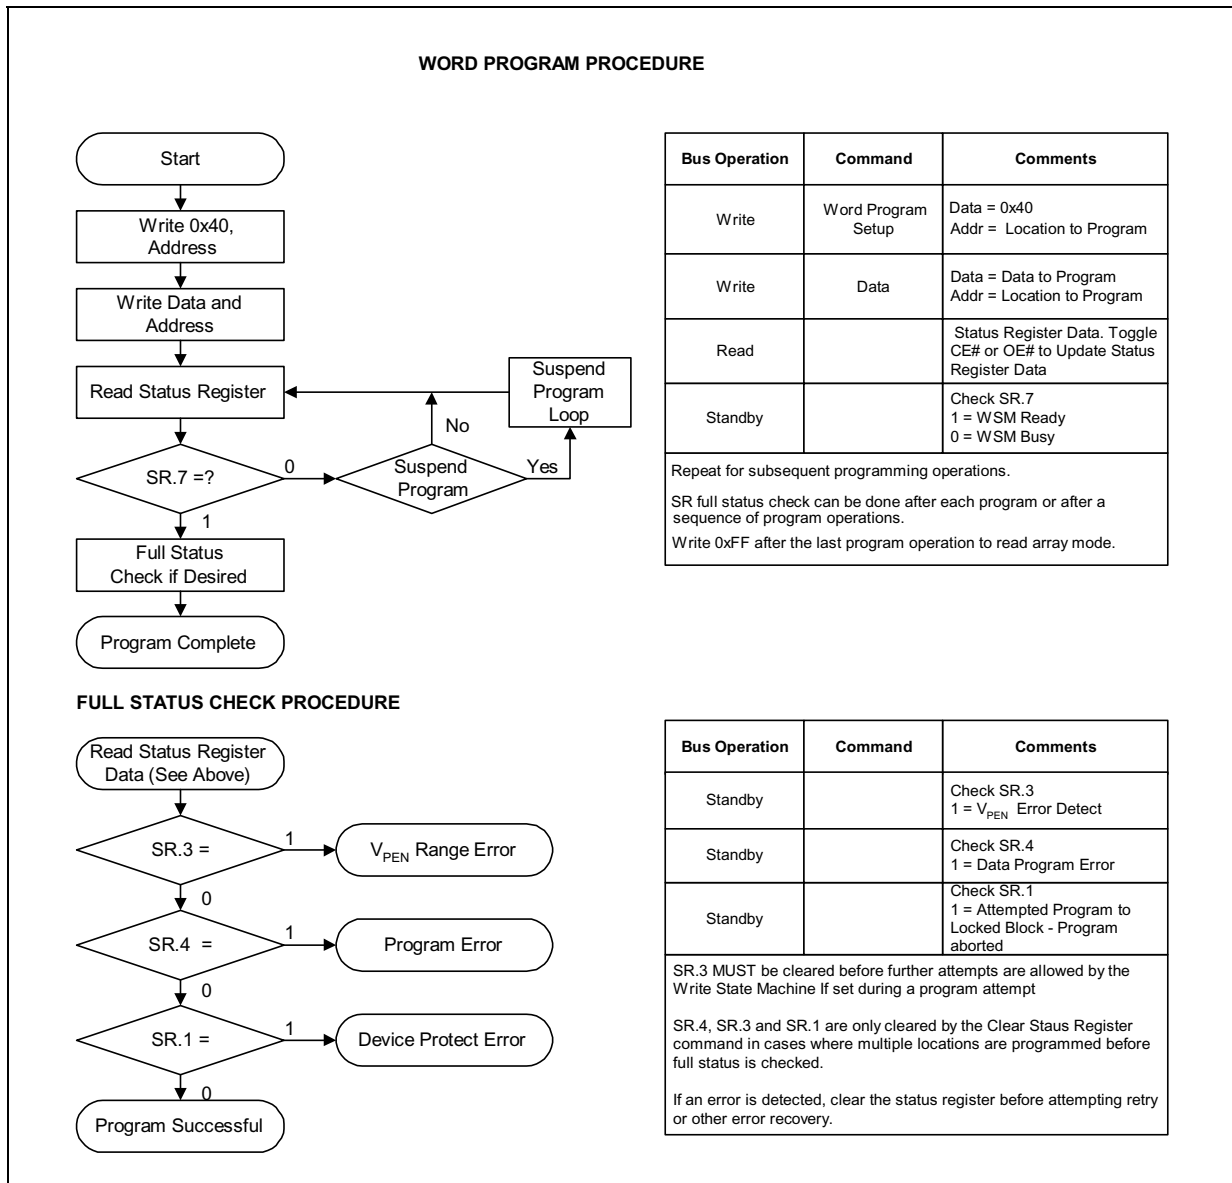 WORD PROGRAM PROCEDURE
Start
Write 0x40,
Address
Write Data and
Address
Read Status Register
Suspend
Program
Loop
No
SR.7 =?
0
Suspend
Program
Yes
1
Full Status
Check if Desired
Program Complete
Bus Operation
Command
Comments
Write
Word Program
Setup
Data = 0x40
Addr = Location to Program
Write
Data
Data = Data to Program
Addr = Location to Program
Read
Status Register Data. Toggle
CE# or OE# to Update Status
Register Data
Standby
Check SR.7
1 = WSM Ready
0 = WSM Busy
Repeat for subsequent programming operations.
SR full status check can be done after each program or after a
sequence of program operations.
Write 0xFF after the last program operation to read array mode.
FULL STATUS CHECK PROCEDURE
Read Status Register
Data (See Above)
SR.3 =
1
VPEN Range Error
0
SR.4 =
1
Program Error
0
SR.1 =
1
Device Protect Error
0
Program Successful
Bus Operation
Command
Comments
Standby
Check SR.3
1 = VPEN Error Detect
Standby
Check SR.4
1 = Data Program Error
Standby
Check SR.1
1 = Attempted Program to
Locked Block - Program
aborted
SR.3 MUST be cleared before further attempts are allowed by the
Write State Machine If set during a program attempt
SR.4, SR.3 and SR.1 are only cleared by the Clear Staus Register
command in cases where multiple locations are programmed before
full status is checked.
If an error is detected, clear the status register before attempting retry
or other error recovery.